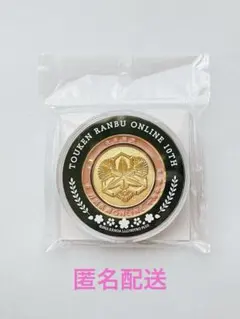 TOUKEN RANBU ONLINE 10TH
匿名配送